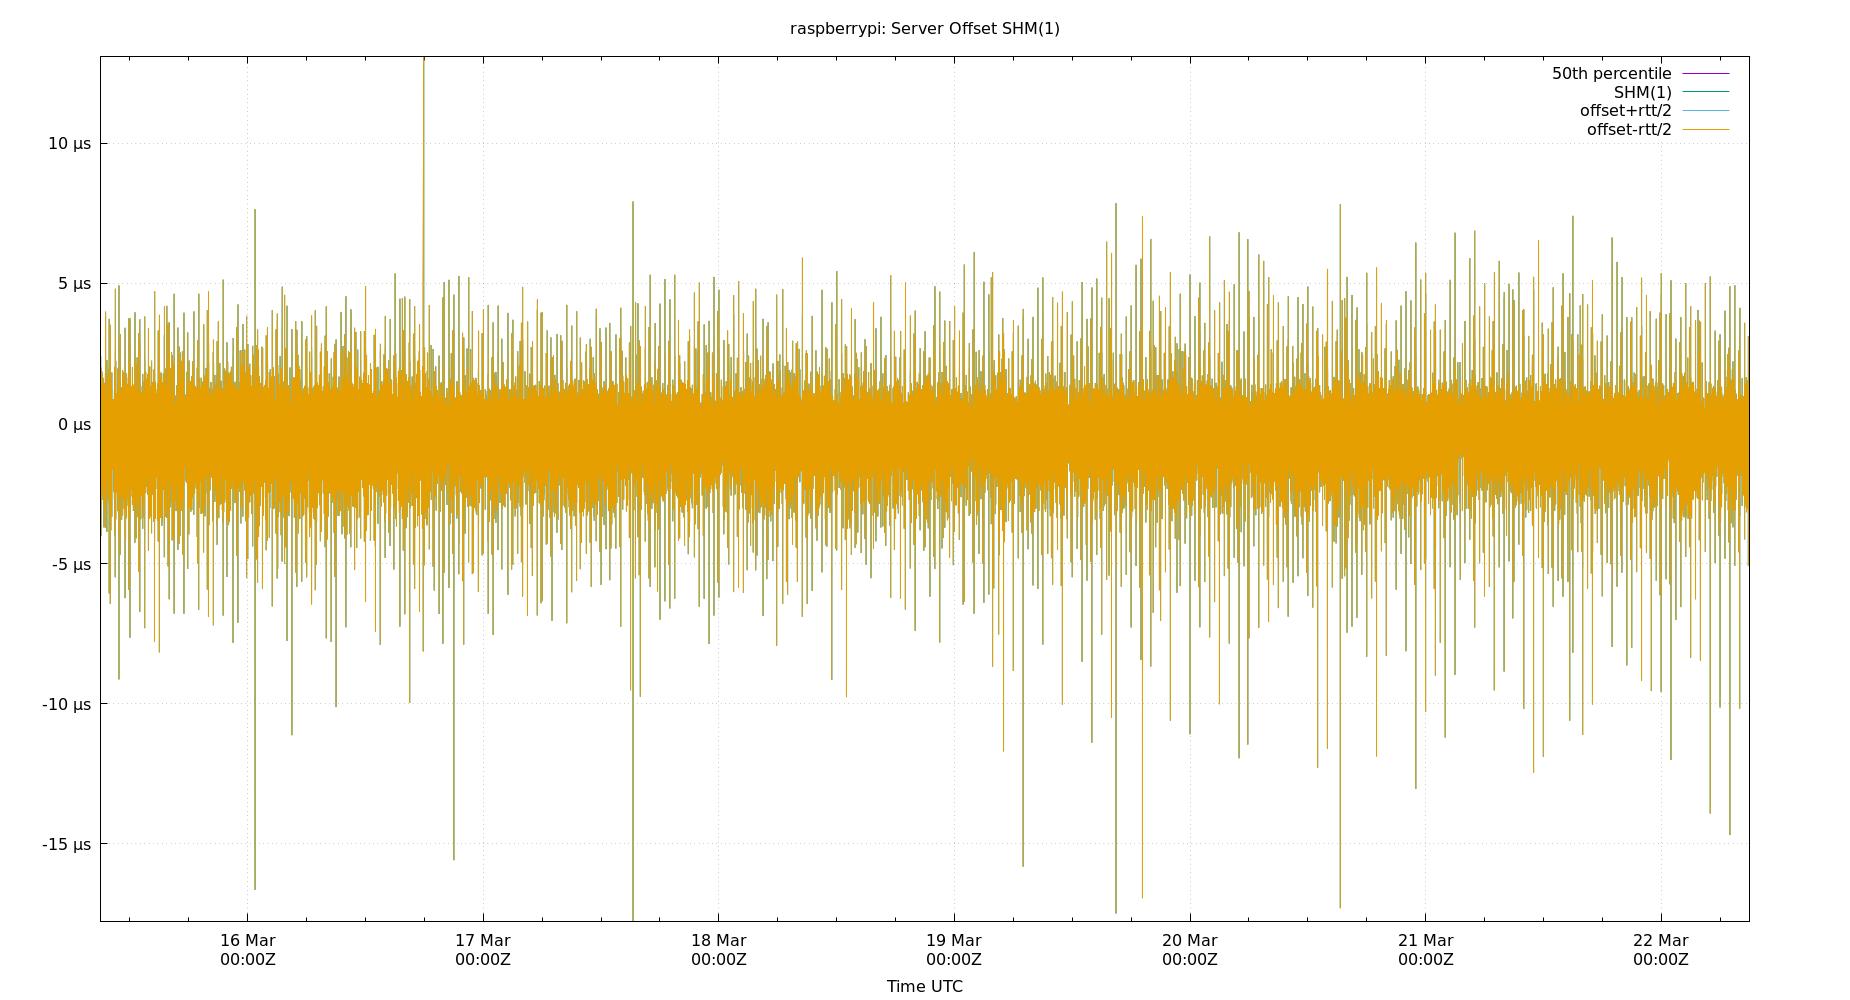 raspberrypi: Server Offset SHM(1)
50th percentile
SHM(1)
offset+rtt/2
offset-rtt/2
10 µs
5 µs
0 µs
-5 µs
-10 µs
-15 µs
16 Mar 17 Mar 18 Mar 19 Mar 20 Mar 21 Mar 22 Mar
00:00Z 00:00Z 00:00Z 00:00Z 00:00Z 00:00Z 00:00Z
Time UTC